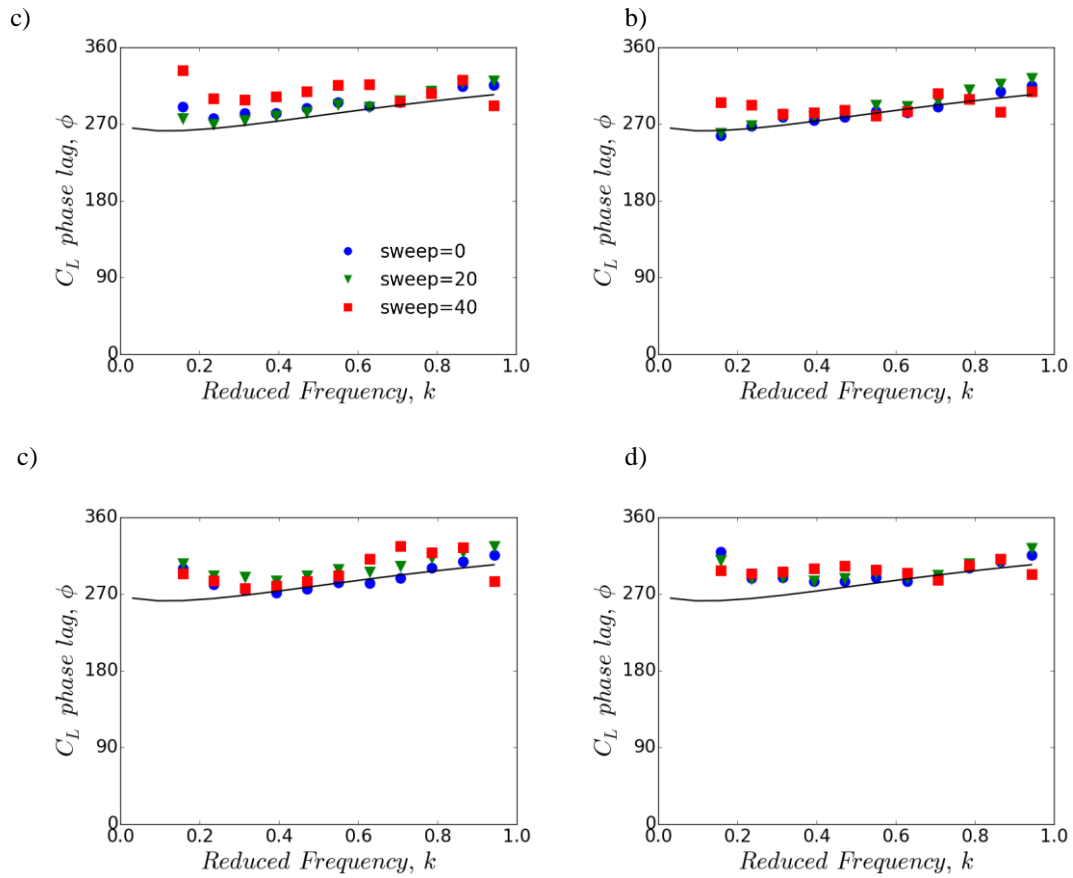 c)
b)
360
270
180
90
0
C_L phase lag, ϕ
sweep=0
sweep=20
sweep=40
0.0 0.2 0.4 0.6 0.8 1.0
Reduced Frequency, k
360
270
180
90
0
C_L phase lag, ϕ
0.0 0.2 0.4 0.6 0.8 1.0
Reduced Frequency, k
c)
d)
360
270
180
90
0
C_L phase lag, ϕ
0.0 0.2 0.4 0.6 0.8 1.0
Reduced Frequency, k
360
270
180
90
0
C_L phase lag, ϕ
0.0 0.2 0.4 0.6 0.8 1.0
Reduced Frequency, k